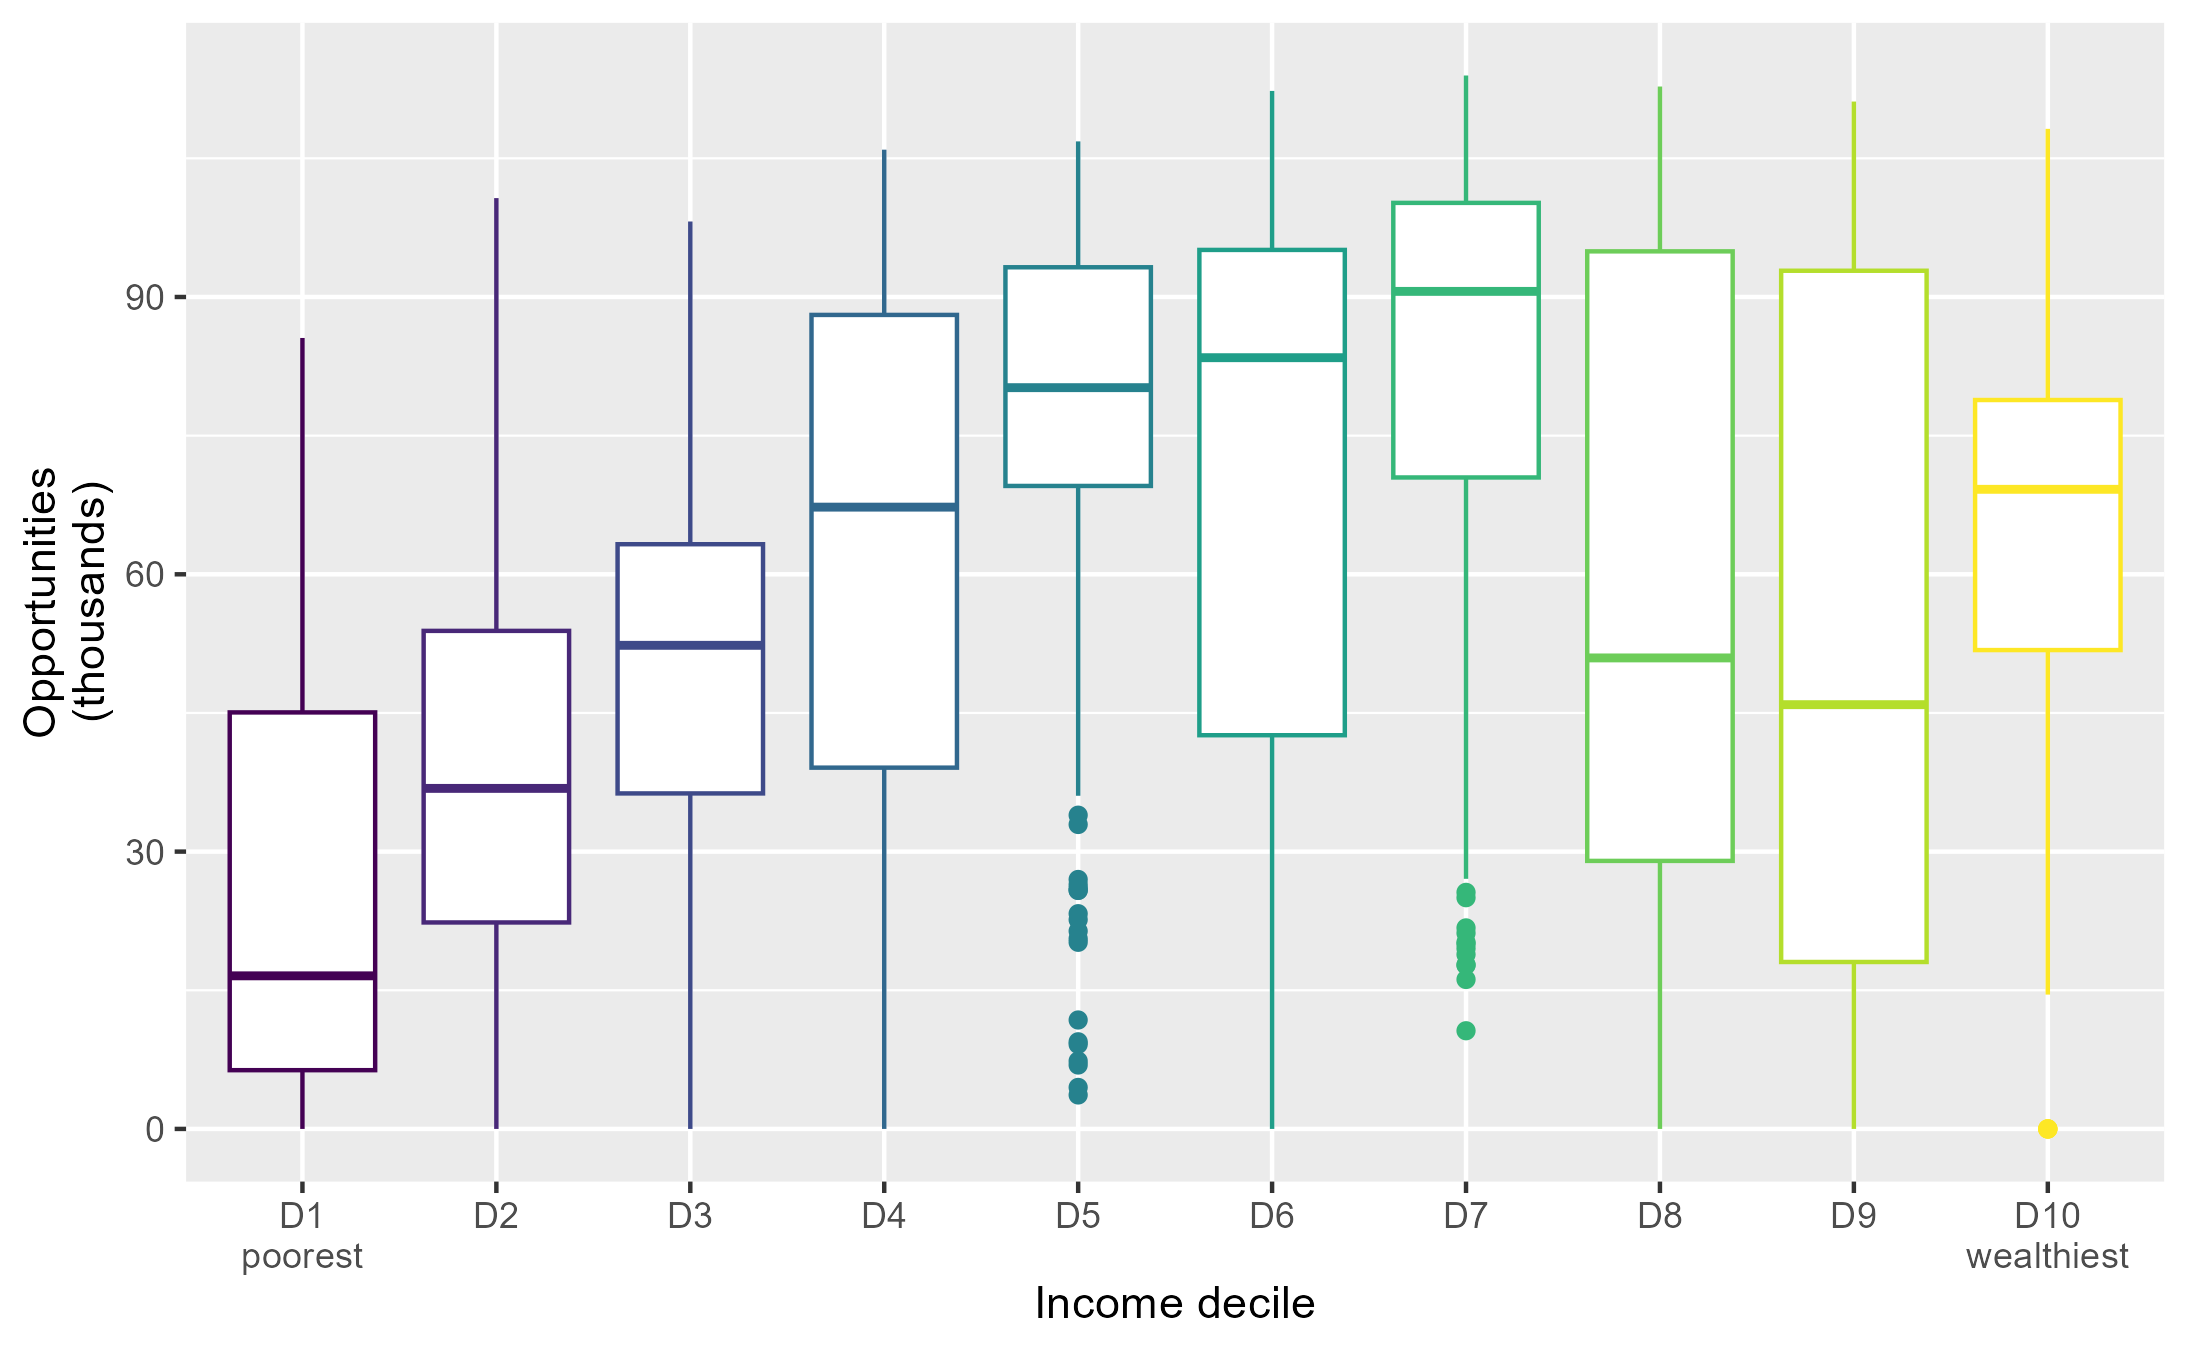 Opportunities
(thousands)
90
60
30
0
D1 D2 D3 D4 D5 D6 D7 D8 D9 D10
poorest wealthiest
Income decile